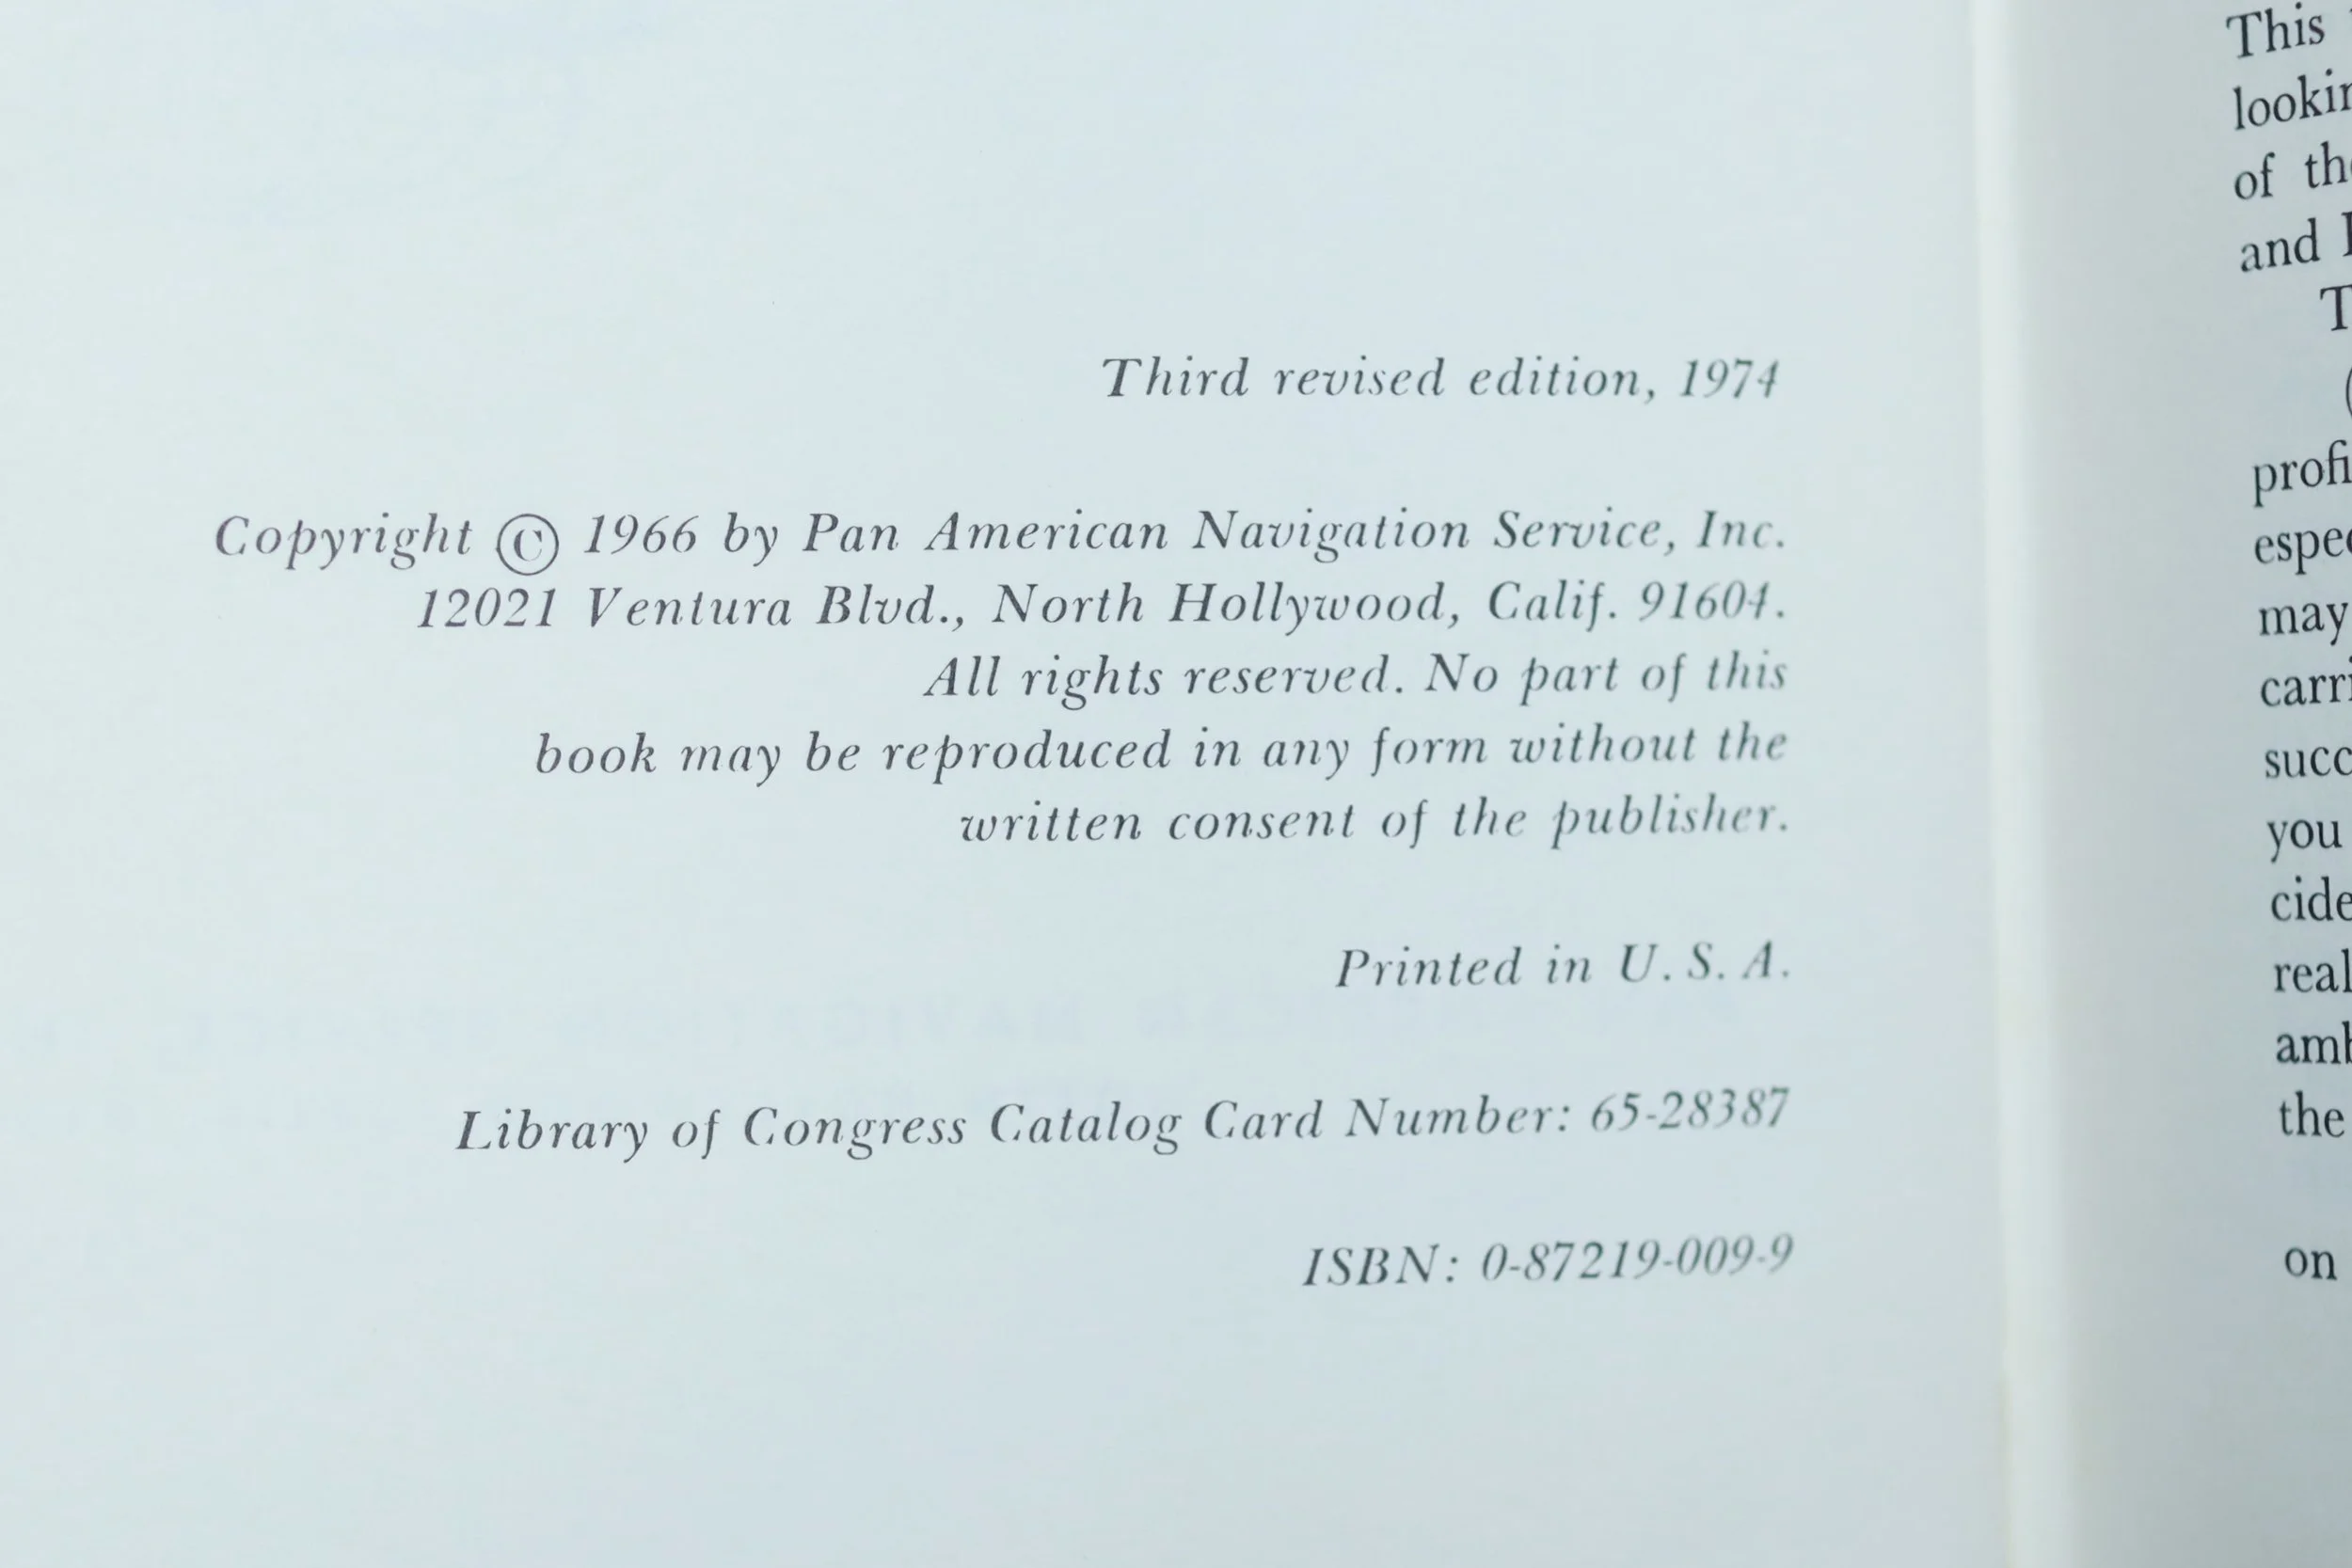 Third revised edition, 1974
Copyright © 1966 by Pan American Navigation Service, Inc.
12021 Ventura Blvd., North Hollywood, Calif. 91604.
All rights reserved. No part of this
book may be reproduced in any form without the
written consent of the publisher.
Printed in U. S. A.
Library of Congress Catalog Card Number: 65-28387
ISBN: 0-87219-009-9
This
of
and
may
you
the
on